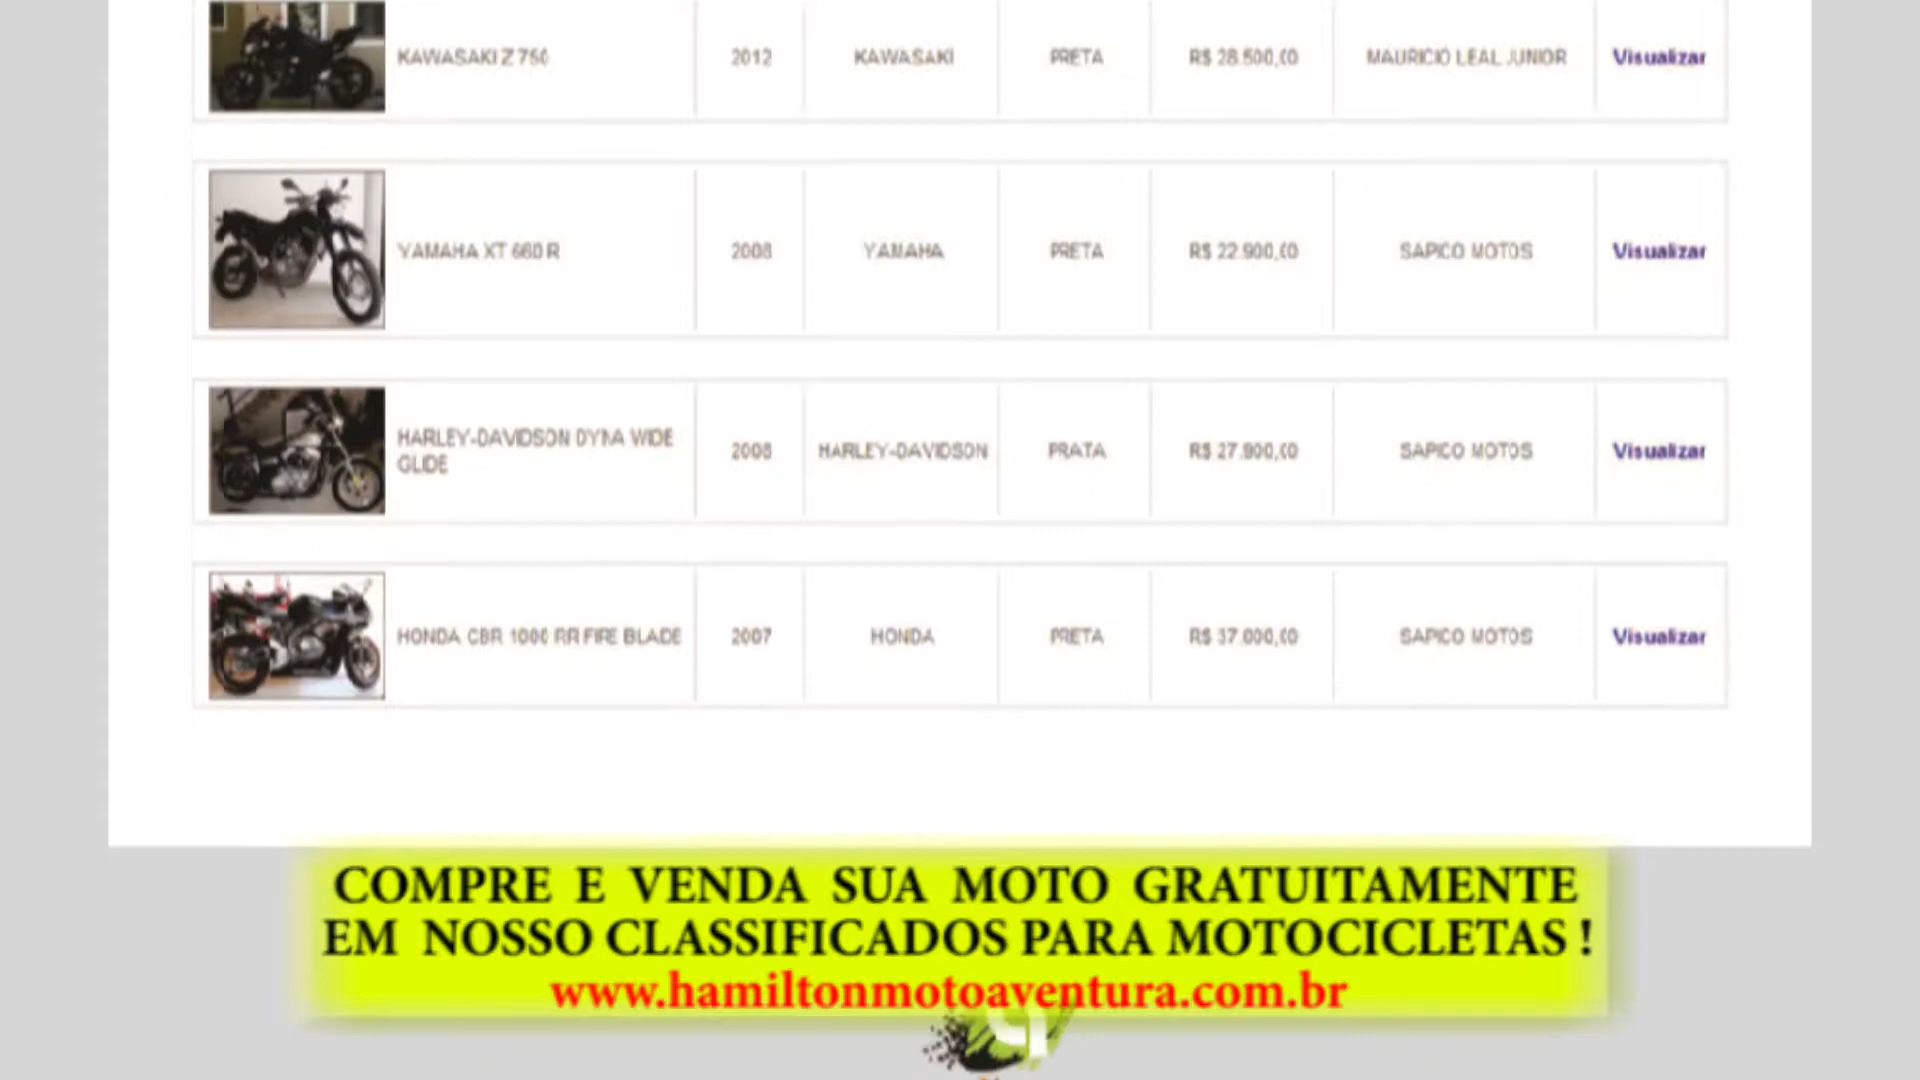 KAWASAKI Z 750 2012 KAWASAKI PRETA R$ 28.500,00 MAURICIO LEAL JUNIOR Visualizar
YAMAHA XT 660 R 2008 YAMAHA PRETA R$ 22.900,00 SAPICO MOTOS Visualizar
HARLEY-DAVIDSON DYNA WIDE
GLIDE 2008 HARLEY-DAVIDSON PRATA R$ 27.900,00 SAPICO MOTOS Visualizar
HONDA CBR 1000 RR FIRE BLADE 2007 HONDA PRETA R$ 37.000,00 SAPICO MOTOS Visualizar
COMPRE E VENDA SUA MOTO GRATUITAMENTE
EM NOSSO CLASSIFICADOS PARA MOTOCICLETAS !
www.hamiltonmotoaventura.com.br